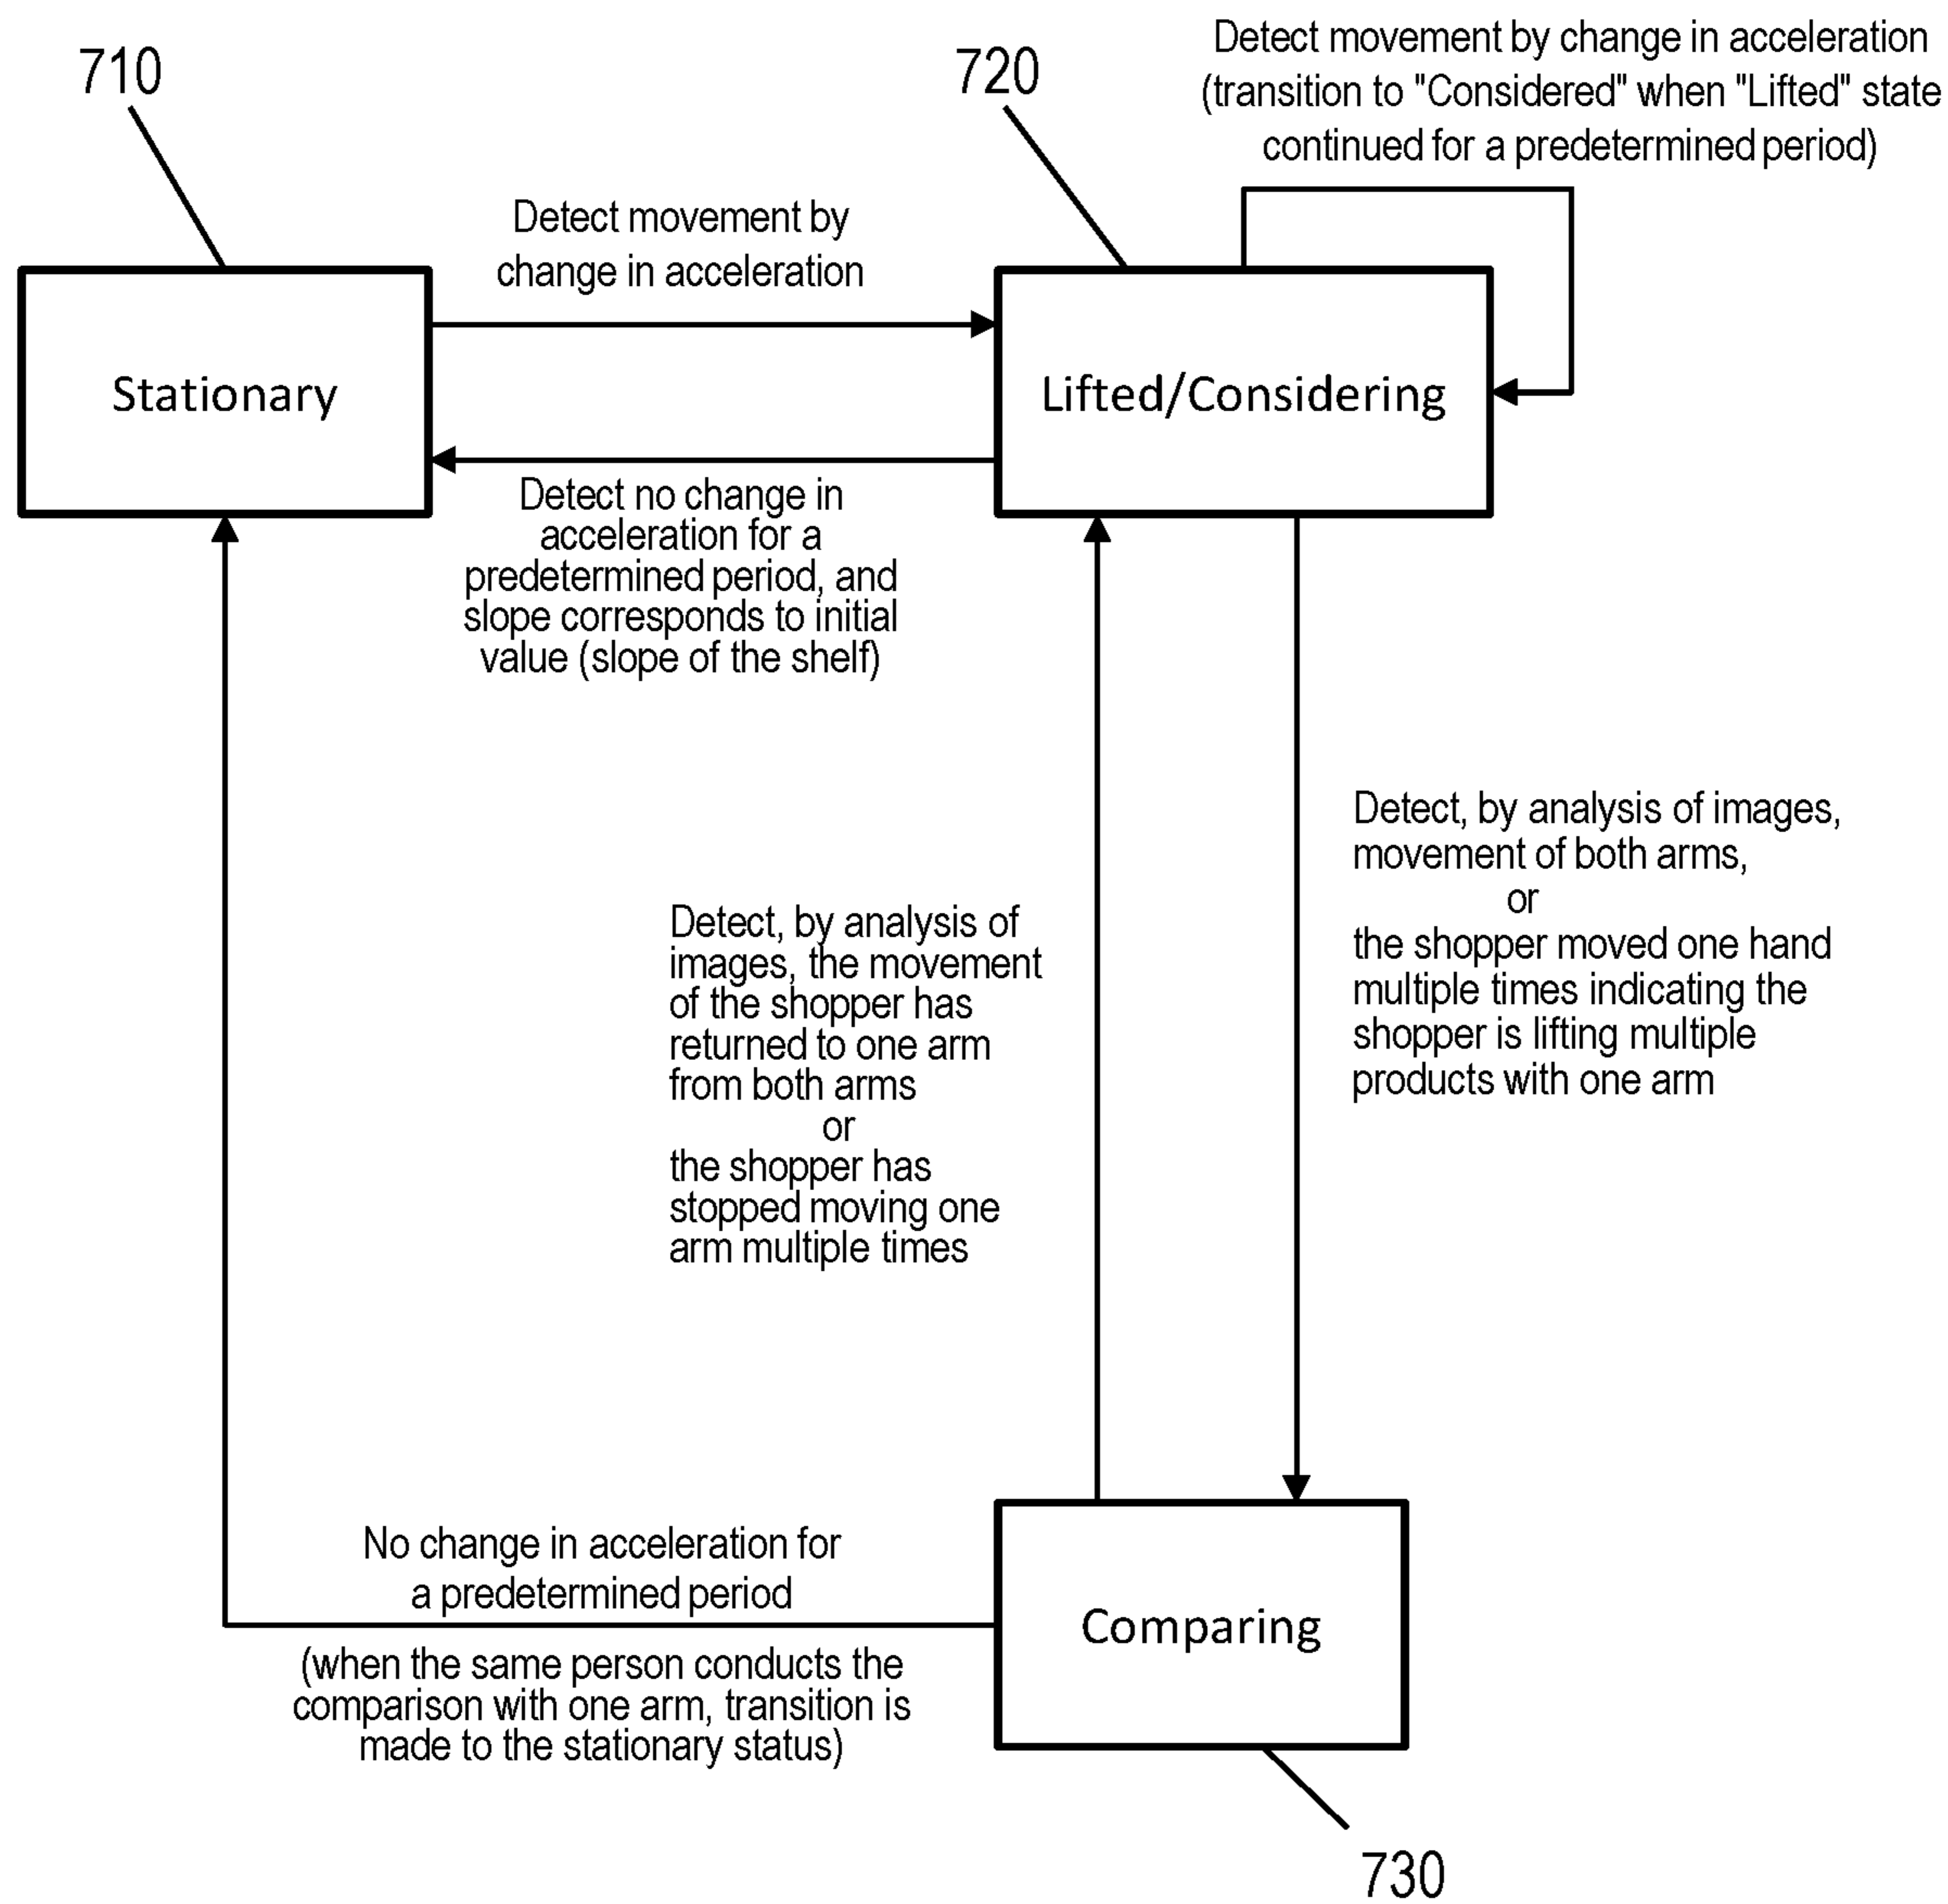 710
720
Detect movement by change in acceleration
(transition to "Considered" when "Lifted" state
continued for a predetermined period)
Detect movement by
change in acceleration
Stationary
Lifted/Considering
Detect no change in
acceleration for a
predetermined period, and
slope corresponds to initial
value (slope of the shelf)
Detect, by analysis of images,
movement of both arms,
or
the shopper moved one hand
multiple times indicating the
shopper is lifting multiple
products with one arm
Detect, by analysis of
images, the movement
of the shopper has
returned to one arm
from both arms
or
the shopper has
stopped moving one
arm multiple times
No change in acceleration for
a predetermined period
(when the same person conducts the
comparison with one arm, transition is
made to the stationary status)
Comparing
730